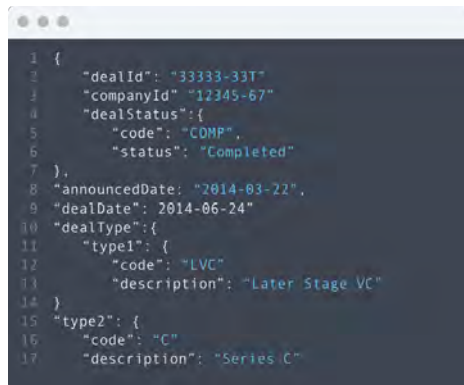 1 {
2 "dealId": "33333-33T"
3 "companyId" "12345-67"
4 "dealStatus":{
5 "code": "COMP",
6 "status": "Completed"
7 },
8 "announcedDate: "2014-03-22",
9 "dealDate": 2014-06-24"
10 "dealType":{
11 "type1": {
12 "code": "LVC"
13 "description": "Later Stage VC"
14 }
15 "type2": {
16 "code": "C"
17 "description": "Series C"